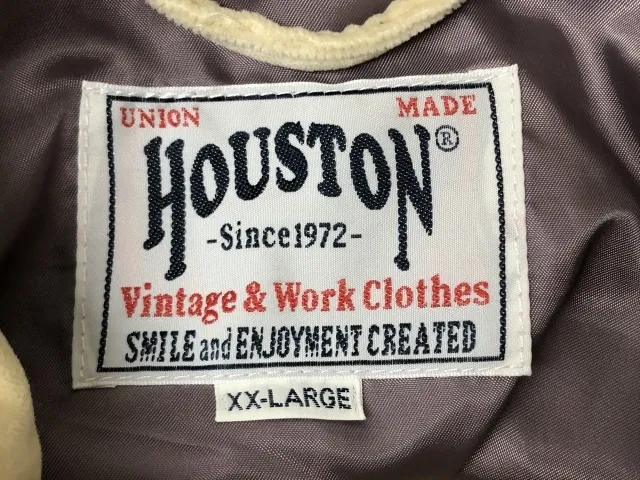 UNION MADE
HOUSTON®
-Since1972-
Vintage & Work Clothes
SMILE and ENJOYMENT CREATED
XX-LARGE